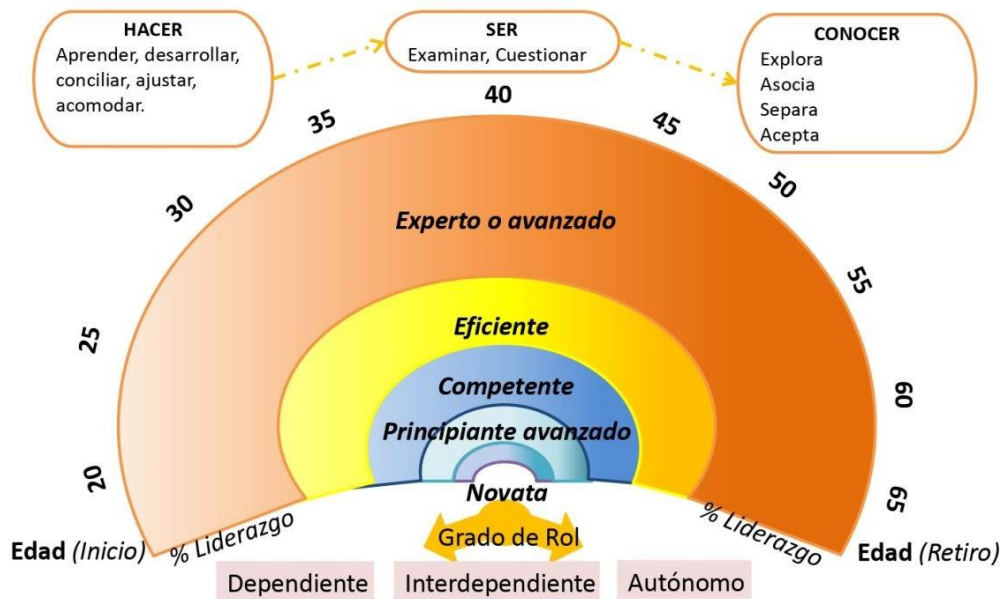 HACER
Aprender, desarrollar,
conciliar, ajustar,
acomodar.
SER
Examinar, Cuestionar
CONOCER
Explora
Asocia
Separa
Acepta
20
25
30
35
40
45
50
55
60
65
Experto o avanzado
Eficiente
Competente
Principiante avanzado
Novata
Edad (Inicio)
% Liderazgo
% Liderazgo
Edad (Retiro)
Grado de Rol
Dependiente
Interdependiente
Autónomo